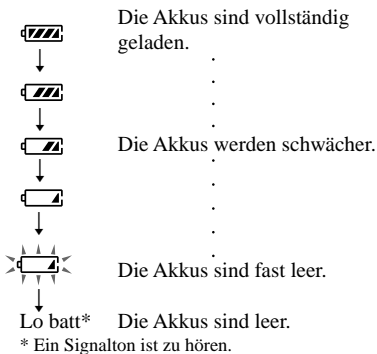 Die Akkus sind vollständig
geladen.
Die Akkus werden schwächer.
Die Akkus sind fast leer.
Lo batt* Die Akkus sind leer.
* Ein Signalton ist zu hören.